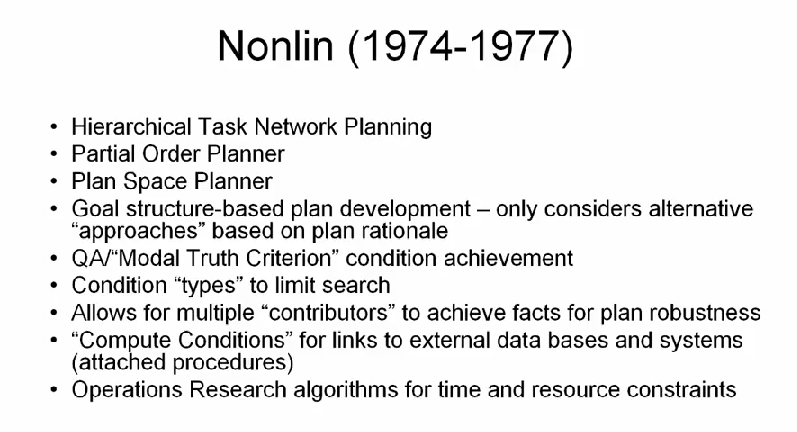 Nonlin (1974-1977)
• Hierarchical Task Network Planning
• Partial Order Planner
• Plan Space Planner
• Goal structure-based plan development – only considers alternative
“approaches” based on plan rationale
• QA/“Modal Truth Criterion” condition achievement
• Condition “types” to limit search
• Allows for multiple “contributors” to achieve facts for plan robustness
• “Compute Conditions” for links to external data bases and systems
(attached procedures)
• Operations Research algorithms for time and resource constraints